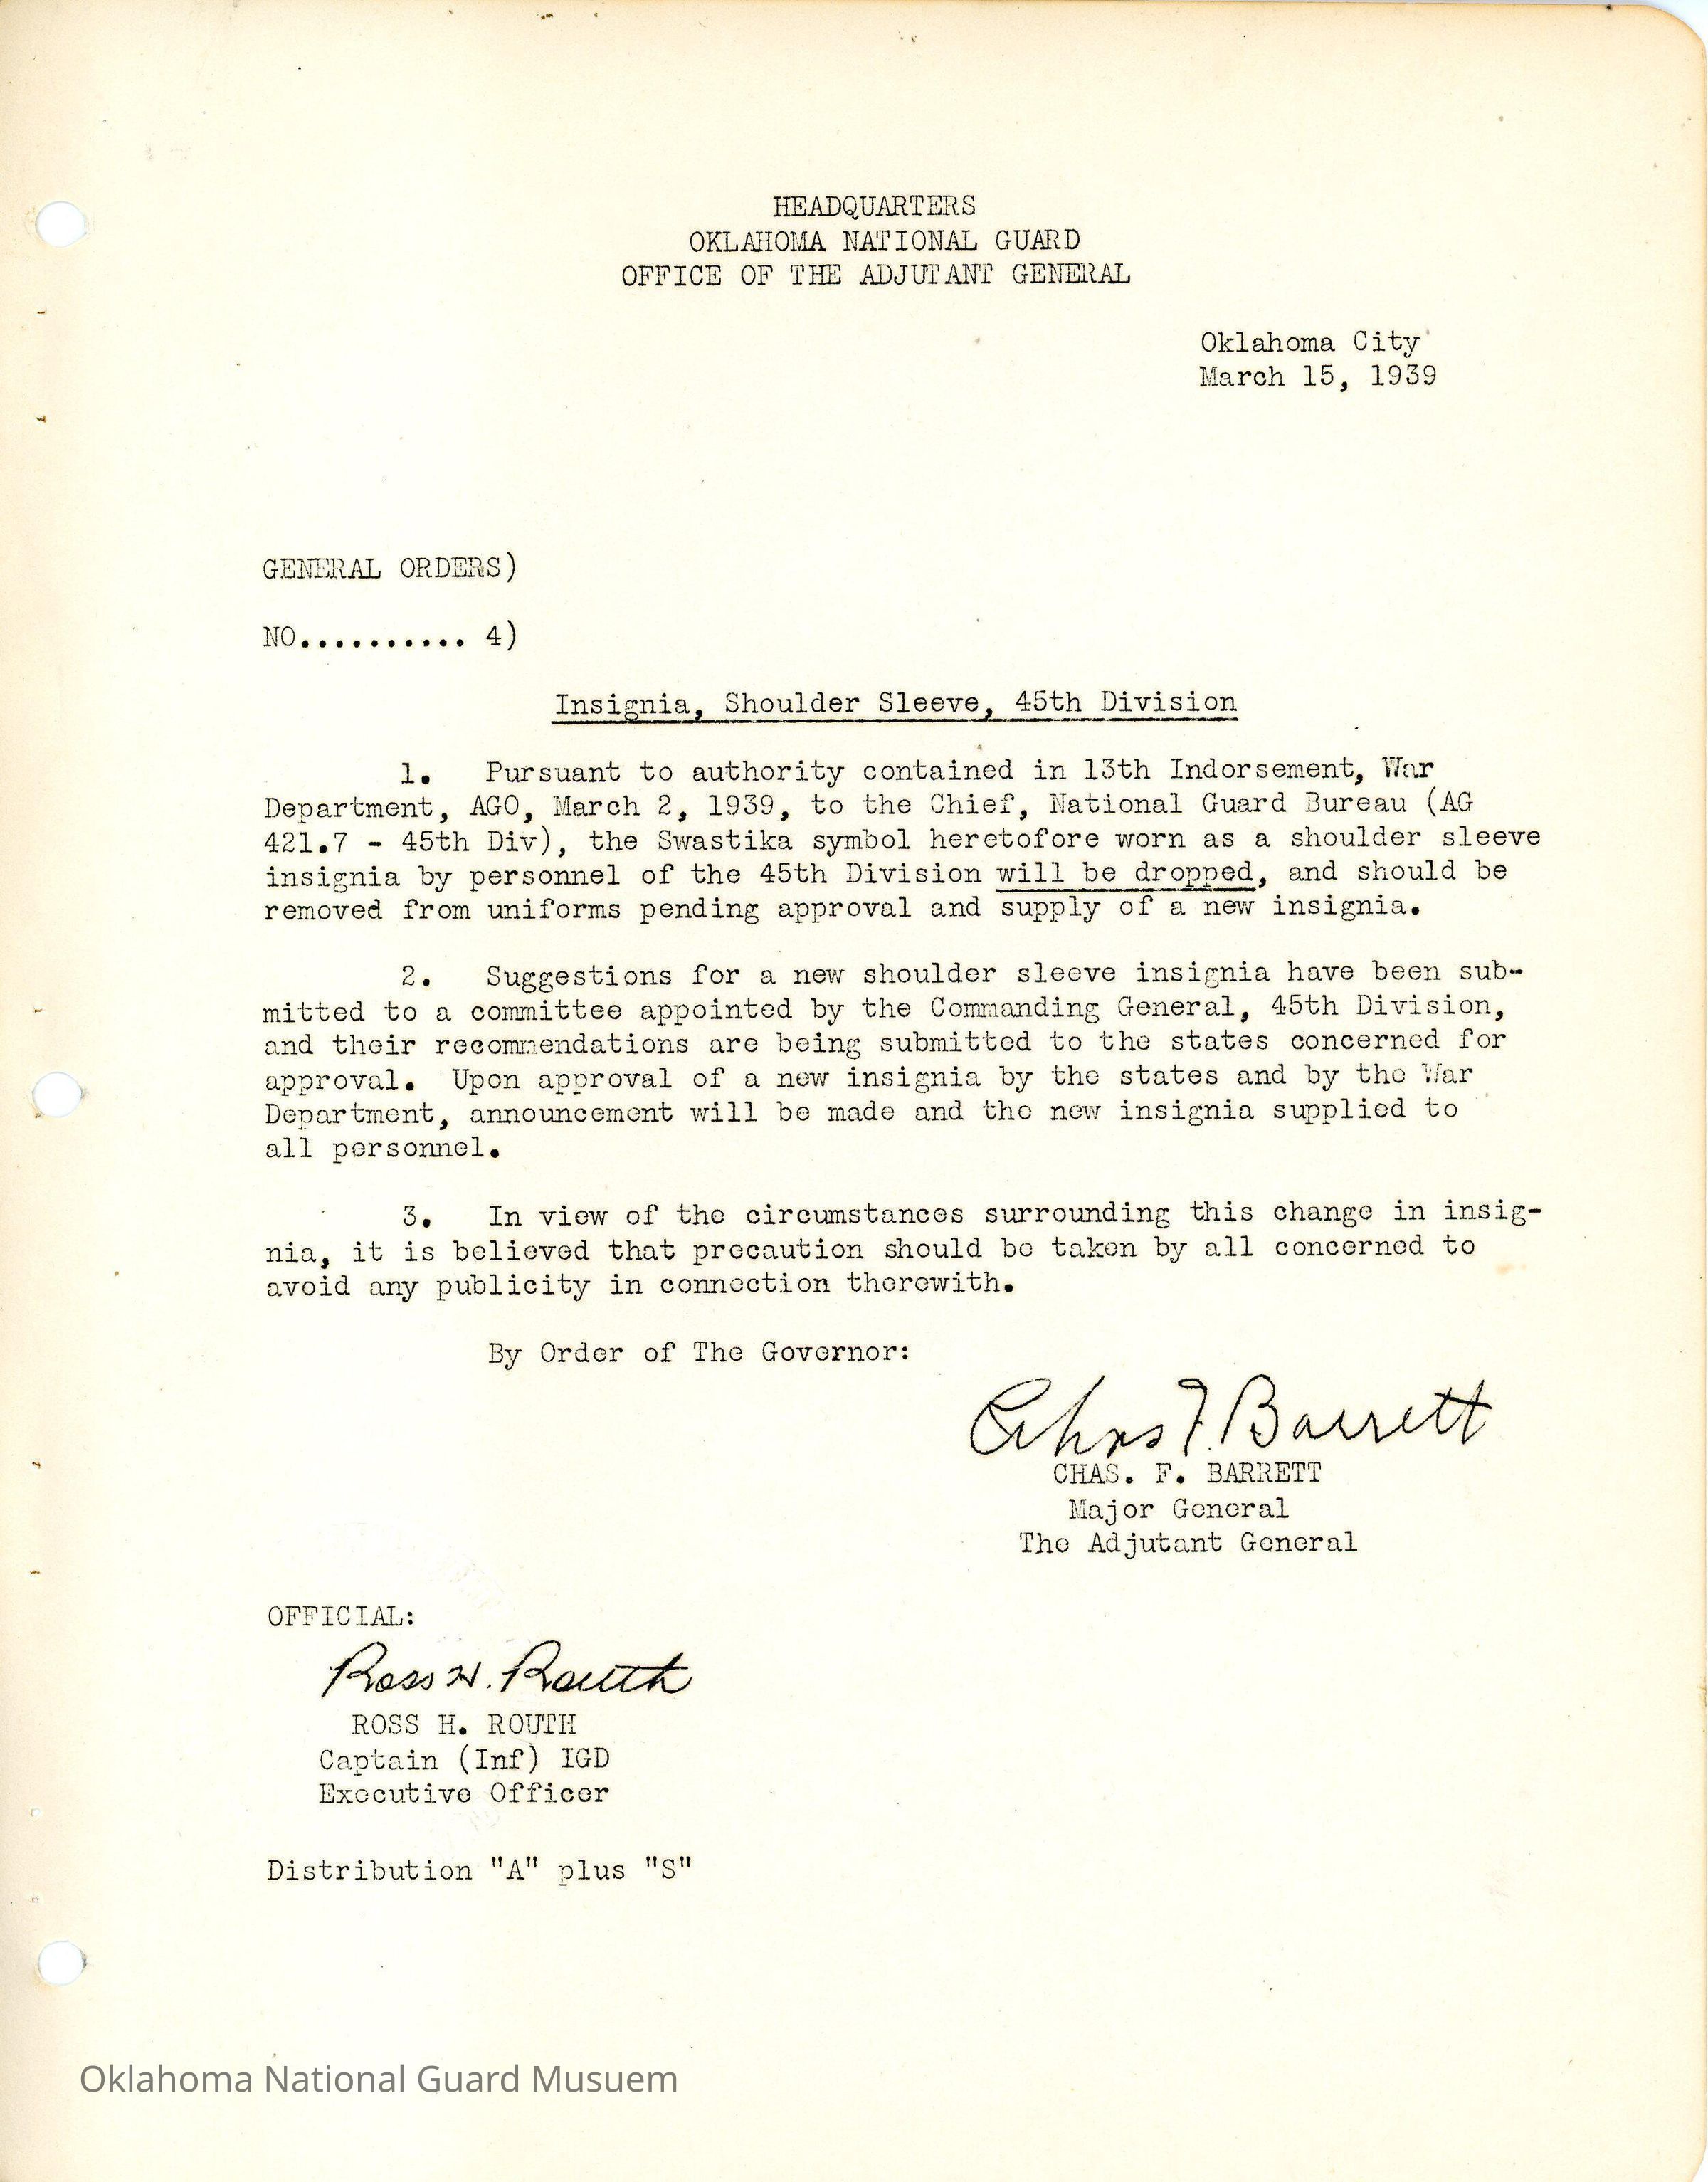 HEADQUARTERS
OKLAHOMA NATIONAL GUARD
OFFICE OF THE ADJUTANT GENERAL
Oklahoma City
March 15, 1939
GENERAL ORDERS)
NO.......... 4)
Insignia, Shoulder Sleeve, 45th Division
1. Pursuant to authority contained in 13th Indorsement, War
Department, AGO, March 2, 1939, to the Chief, National Guard Bureau (AG
421.7 - 45th Div), the Swastika symbol heretofore worn as a shoulder sleeve
insignia by personnel of the 45th Division will be dropped, and should be
removed from uniforms pending approval and supply of a new insignia.
2. Suggestions for a new shoulder sleeve insignia have been sub-
mitted to a committee appointed by the Commanding General, 45th Division,
and their recommendations are being submitted to the states concerned for
approval. Upon approval of a new insignia by the states and by the War
Department, announcement will be made and the new insignia supplied to
all personnel.
3. In view of the circumstances surrounding this change in insig-
nia, it is believed that precaution should be taken by all concerned to
avoid any publicity in connection therewith.
By Order of The Governor:
Chas F. Barrett
CHAS. F. BARRETT
Major General
The Adjutant General
OFFICIAL:
Ross H. Routh
ROSS H. ROUTH
Captain (Inf) IGD
Executive Officer
Distribution "A" plus "S"
Oklahoma National Guard Musuem